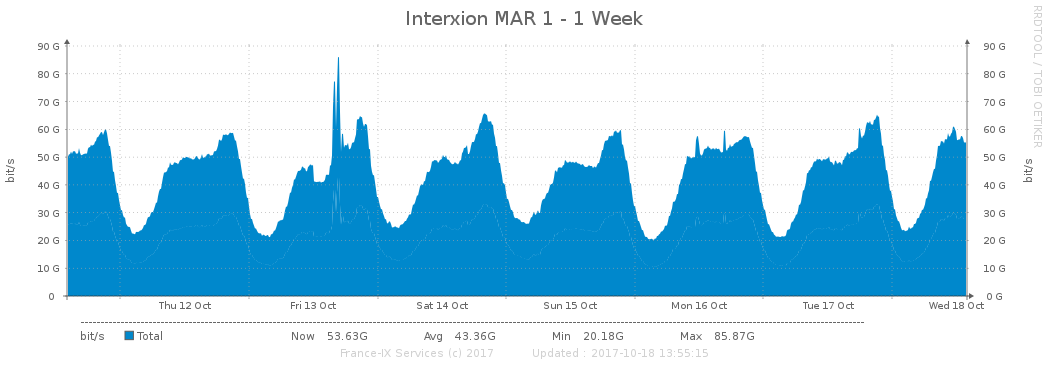 Interxion MAR 1 - 1 Week
RRDTOOL / TOBI OETIKER
90 G 90 G
80 G 80 G
70 G 70 G
60 G 60 G
50 G 50 G
40 G 40 G
30 G 30 G
20 G 20 G
10 G 10 G
0 0 G
bit/s bit/s
Thu 12 Oct Fri 13 Oct Sat 14 Oct Sun 15 Oct Mon 16 Oct Tue 17 Oct Wed 18 Oct
bit/s Total Now 53.63G Avg 43.36G Min 20.18G Max 85.87G
France-IX Services (c) 2017 Updated : 2017-10-18 13:55:15